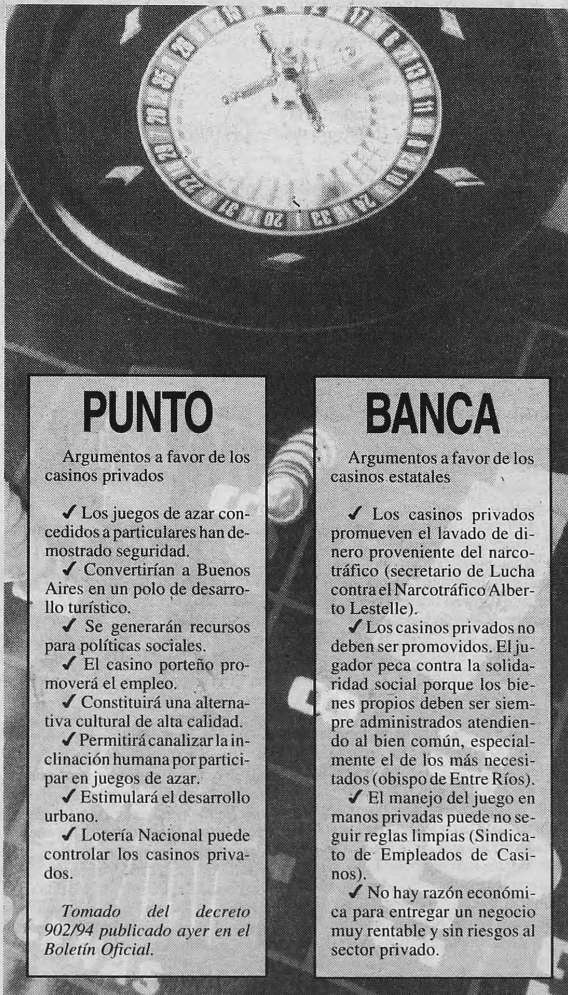 PUNTO
Argumentos a favor de los
casinos privados
✓ Los juegos de azar con-
cedidos a particulares han de-
mostrado seguridad.
✓ Convertirían a Buenos
Aires en un polo de desarro-
llo turístico.
✓ Se generarán recursos
para políticas sociales.
✓ El casino porteño pro-
moverá el empleo.
✓ Constituirá una alterna-
tiva cultural de alta calidad.
✓ Permitirá canalizar la in-
clinación humana por partici-
par en juegos de azar.
✓ Estimulará el desarrollo
urbano.
✓ Lotería Nacional puede
controlar los casinos priva-
dos.
Tomado del decreto
902/94 publicado ayer en el
Boletín Oficial.
BANCA
Argumentos a favor de los
casinos estatales
✓ Los casinos privados
promueven el lavado de di-
nero proveniente del narco-
tráfico (secretario de Lucha
contra el Narcotráfico Alber-
to Lestelle).
✓ Los casinos privados no
deben ser promovidos. El ju-
gador peca contra la solida-
ridad social porque los bie-
nes propios deben ser siem-
pre administrados atendien-
do al bien común, especial-
mente el de los más necesi-
tados (obispo de Entre Ríos).
✓ El manejo del juego en
manos privadas puede no se-
guir reglas limpias (Sindica-
to de Empleados de Casi-
nos).
✓ No hay razón económi-
ca para entregar un negocio
muy rentable y sin riesgos al
sector privado.